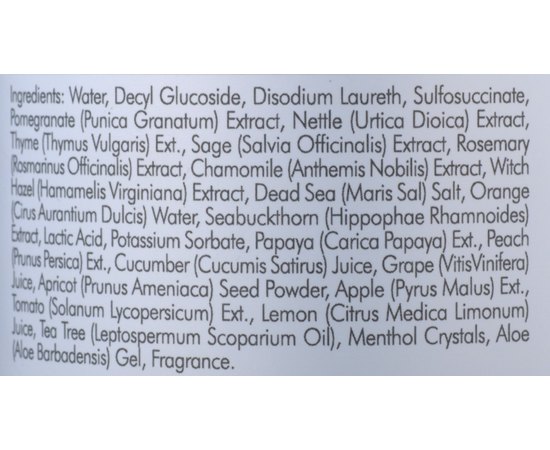 Ingredients: Water, Decyl Glucoside, Disodium Laureth, Sulfosuccinate,
Pomegranate (Punica Granatum) Extract, Nettle (Urtica Dioica) Extract,
Thyme (Thymus Vulgaris) Ext., Sage (Salvia Officinalis) Extract, Rosemary
(Rosmarinus Officinalis) Extract, Chamomile (Anthemis Nobilis) Extract, Witch
Hazel (Hamamelis Virginiana) Extract, Dead Sea (Maris Sal) Salt, Orange
(Cirus Aurantium Dulcis) Water, Seabuckthorn (Hippophae Rhamnoides)
Extract, Lactic Acid, Potassium Sorbate, Papaya (Carica Papaya) Ext., Peach
(Prunus Persica) Ext., Cucumber (Cucumis Satirus) Juice, Grape (VitisVinifera)
Juice, Apricot (Prunus Ameniaca) Seed Powder, Apple (Pyrus Malus) Ext.,
Tomato (Solanum Lycopersicum) Ext., Lemon (Citrus Medica Limonum)
Juice, Tea Tree (Leptospermum Scoparium Oil), Menthol Crystals, Aloe
(Aloe Barbadensis) Gel, Fragrance.